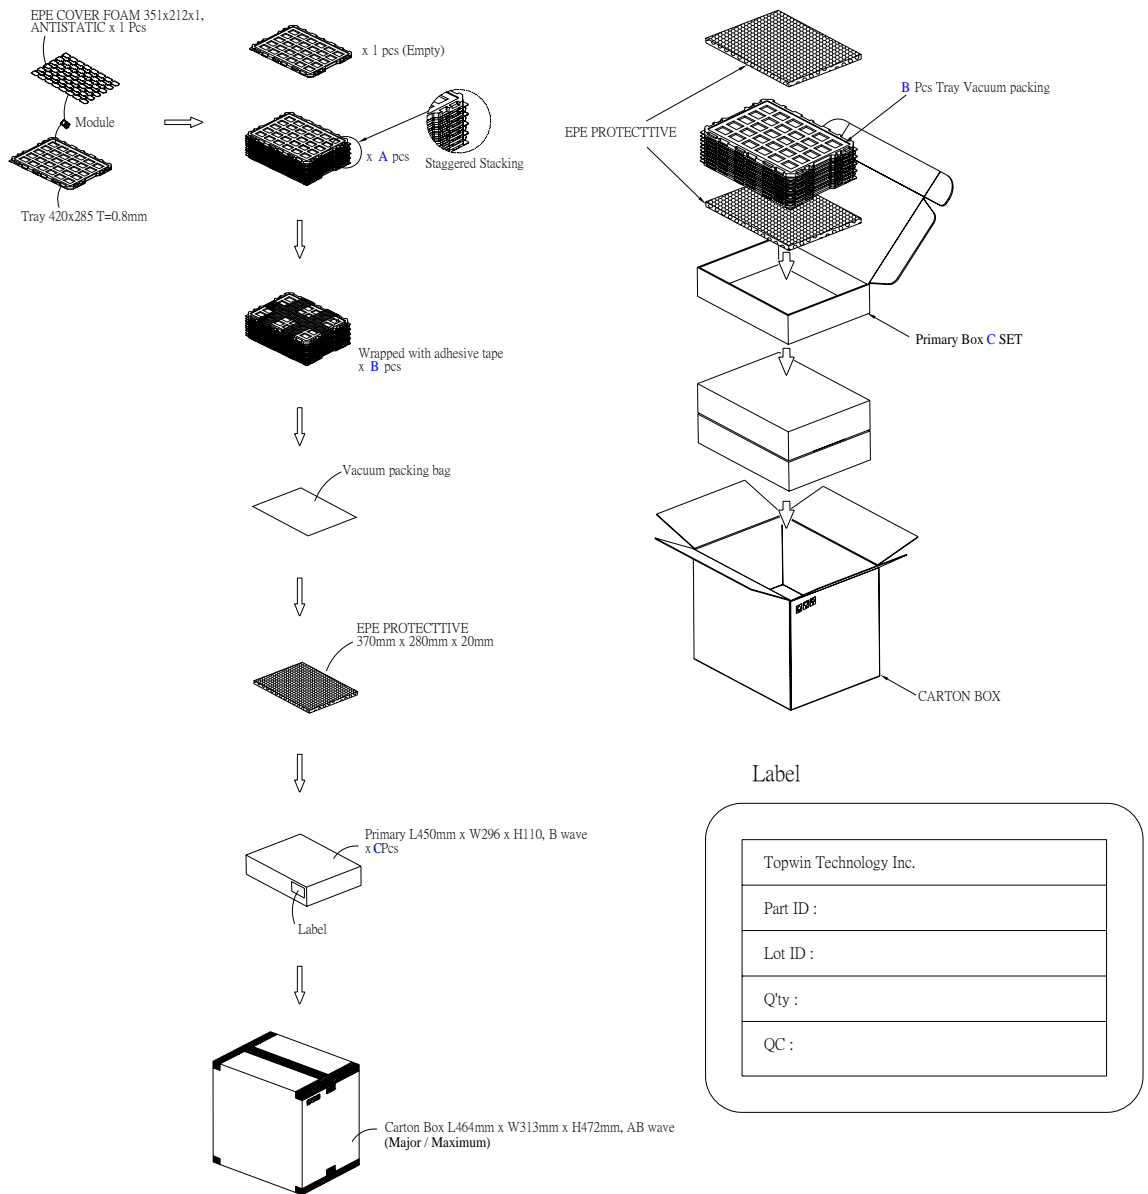 EPE COVER FOAM 351x212x1,
ANTISTATIC x 1 Pcs
Module
Tray 420x285 T=0.8mm
x 1 pcs (Empty)
x A pcs
Staggered Stacking
Wrapped with adhesive tape
x B pcs
Vacuum packing bag
EPE PROTECTTIVE
370mm x 280mm x 20mm
Primary L450mm x W296 x H110, B wave
x CPcs
Label
Carton Box L464mm x W313mm x H472mm, AB wave
(Major / Maximum)
B Pcs Tray Vacuum packing
EPE PROTECTTIVE
Primary Box C SET
CARTON BOX
Label
Topwin Technology Inc.
Part ID :
Lot ID :
Q'ty :
QC :